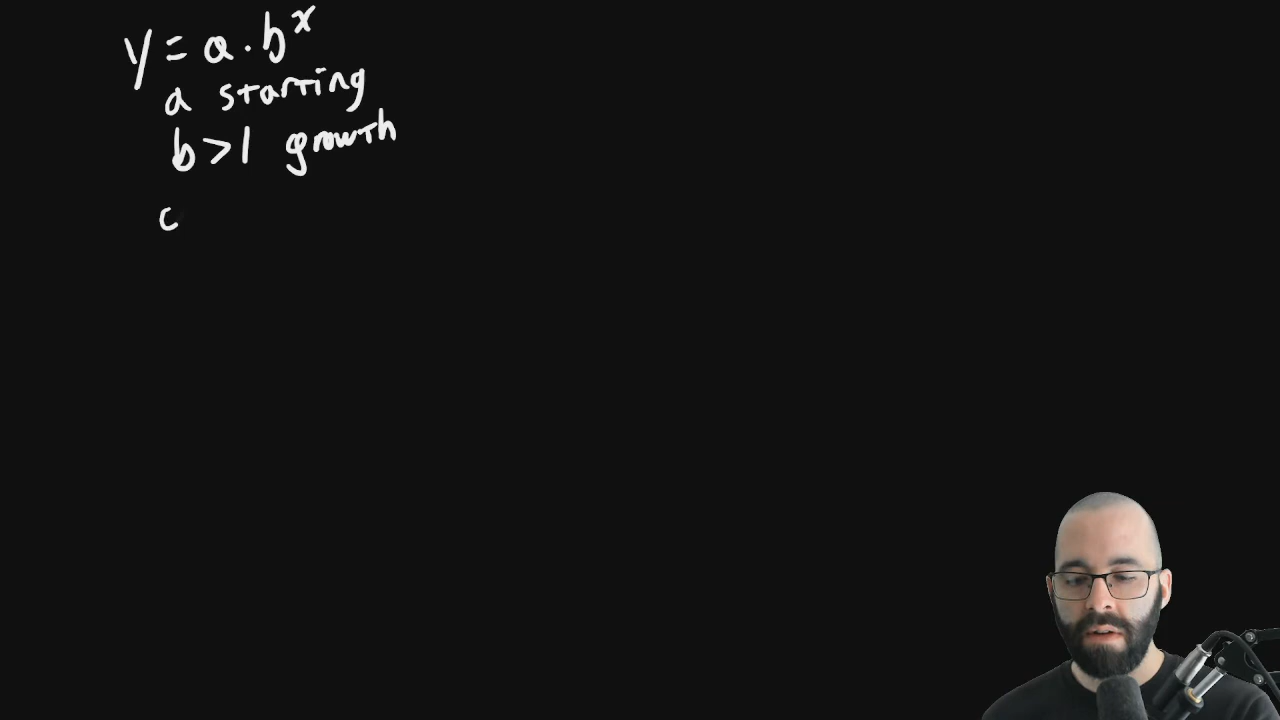 y = a · b^x
a starting
b > 1 growth